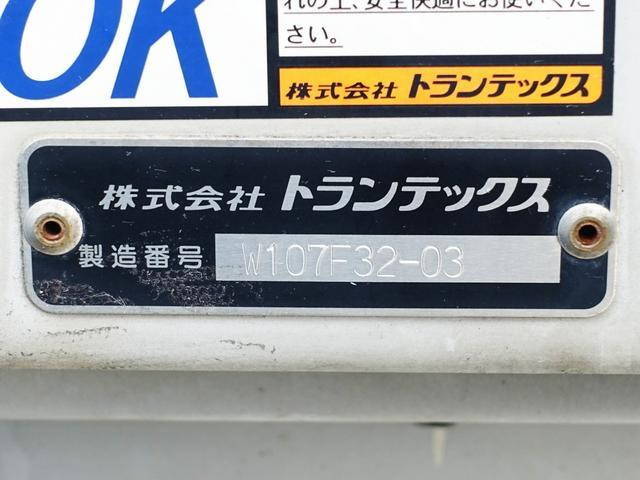 OK
れの上、安全快適にお使いくだ
さい。
株式会社 トランテックス
株式会社 トランテックス
製造番号 W107F32-03